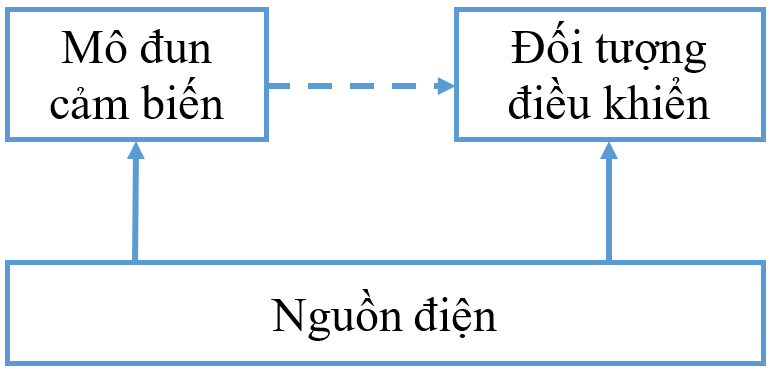 Mô đun
cảm biến
Đối tượng
điều khiển
Nguồn điện